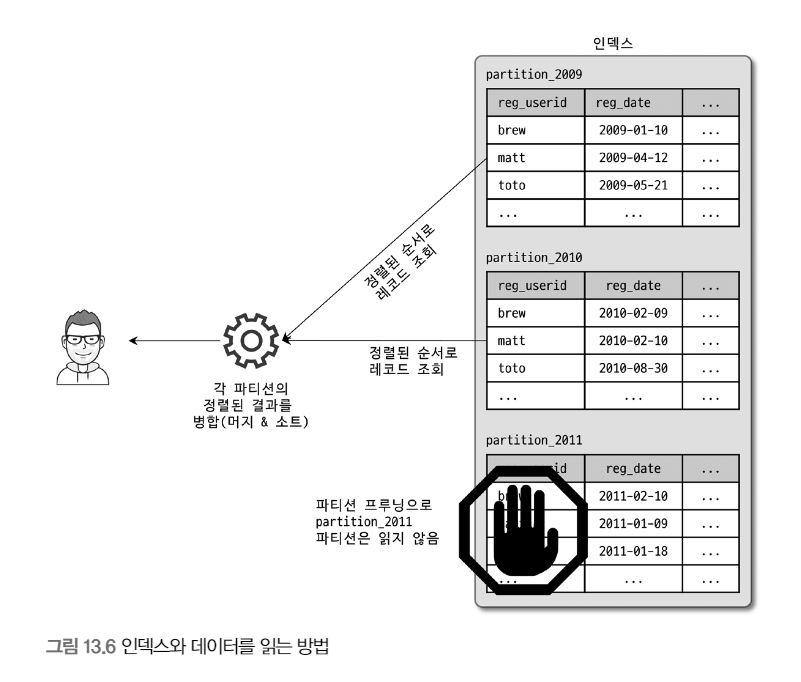 인덱스
partition_2009
reg_userid reg_date ...
brew 2009-01-10 ...
matt 2009-04-12 ...
toto 2009-05-21 ...
... ... ...
정렬된 순서로
레코드 조회
partition_2010
reg_userid reg_date ...
brew 2010-02-09 ...
matt 2010-02-10 ...
toto 2010-08-30 ...
... ... ...
정렬된 순서로
레코드 조회
각 파티션의
정렬된 결과를
병합(머지 & 소트)
partition_2011
reg_date ...
2011-02-10 ...
2011-01-09 ...
2011-01-18 ...
... ... ...
파티션 프루닝으로
partition_2011
파티션은 읽지 않음
그림 13.6 인덱스와 데이터를 읽는 방법